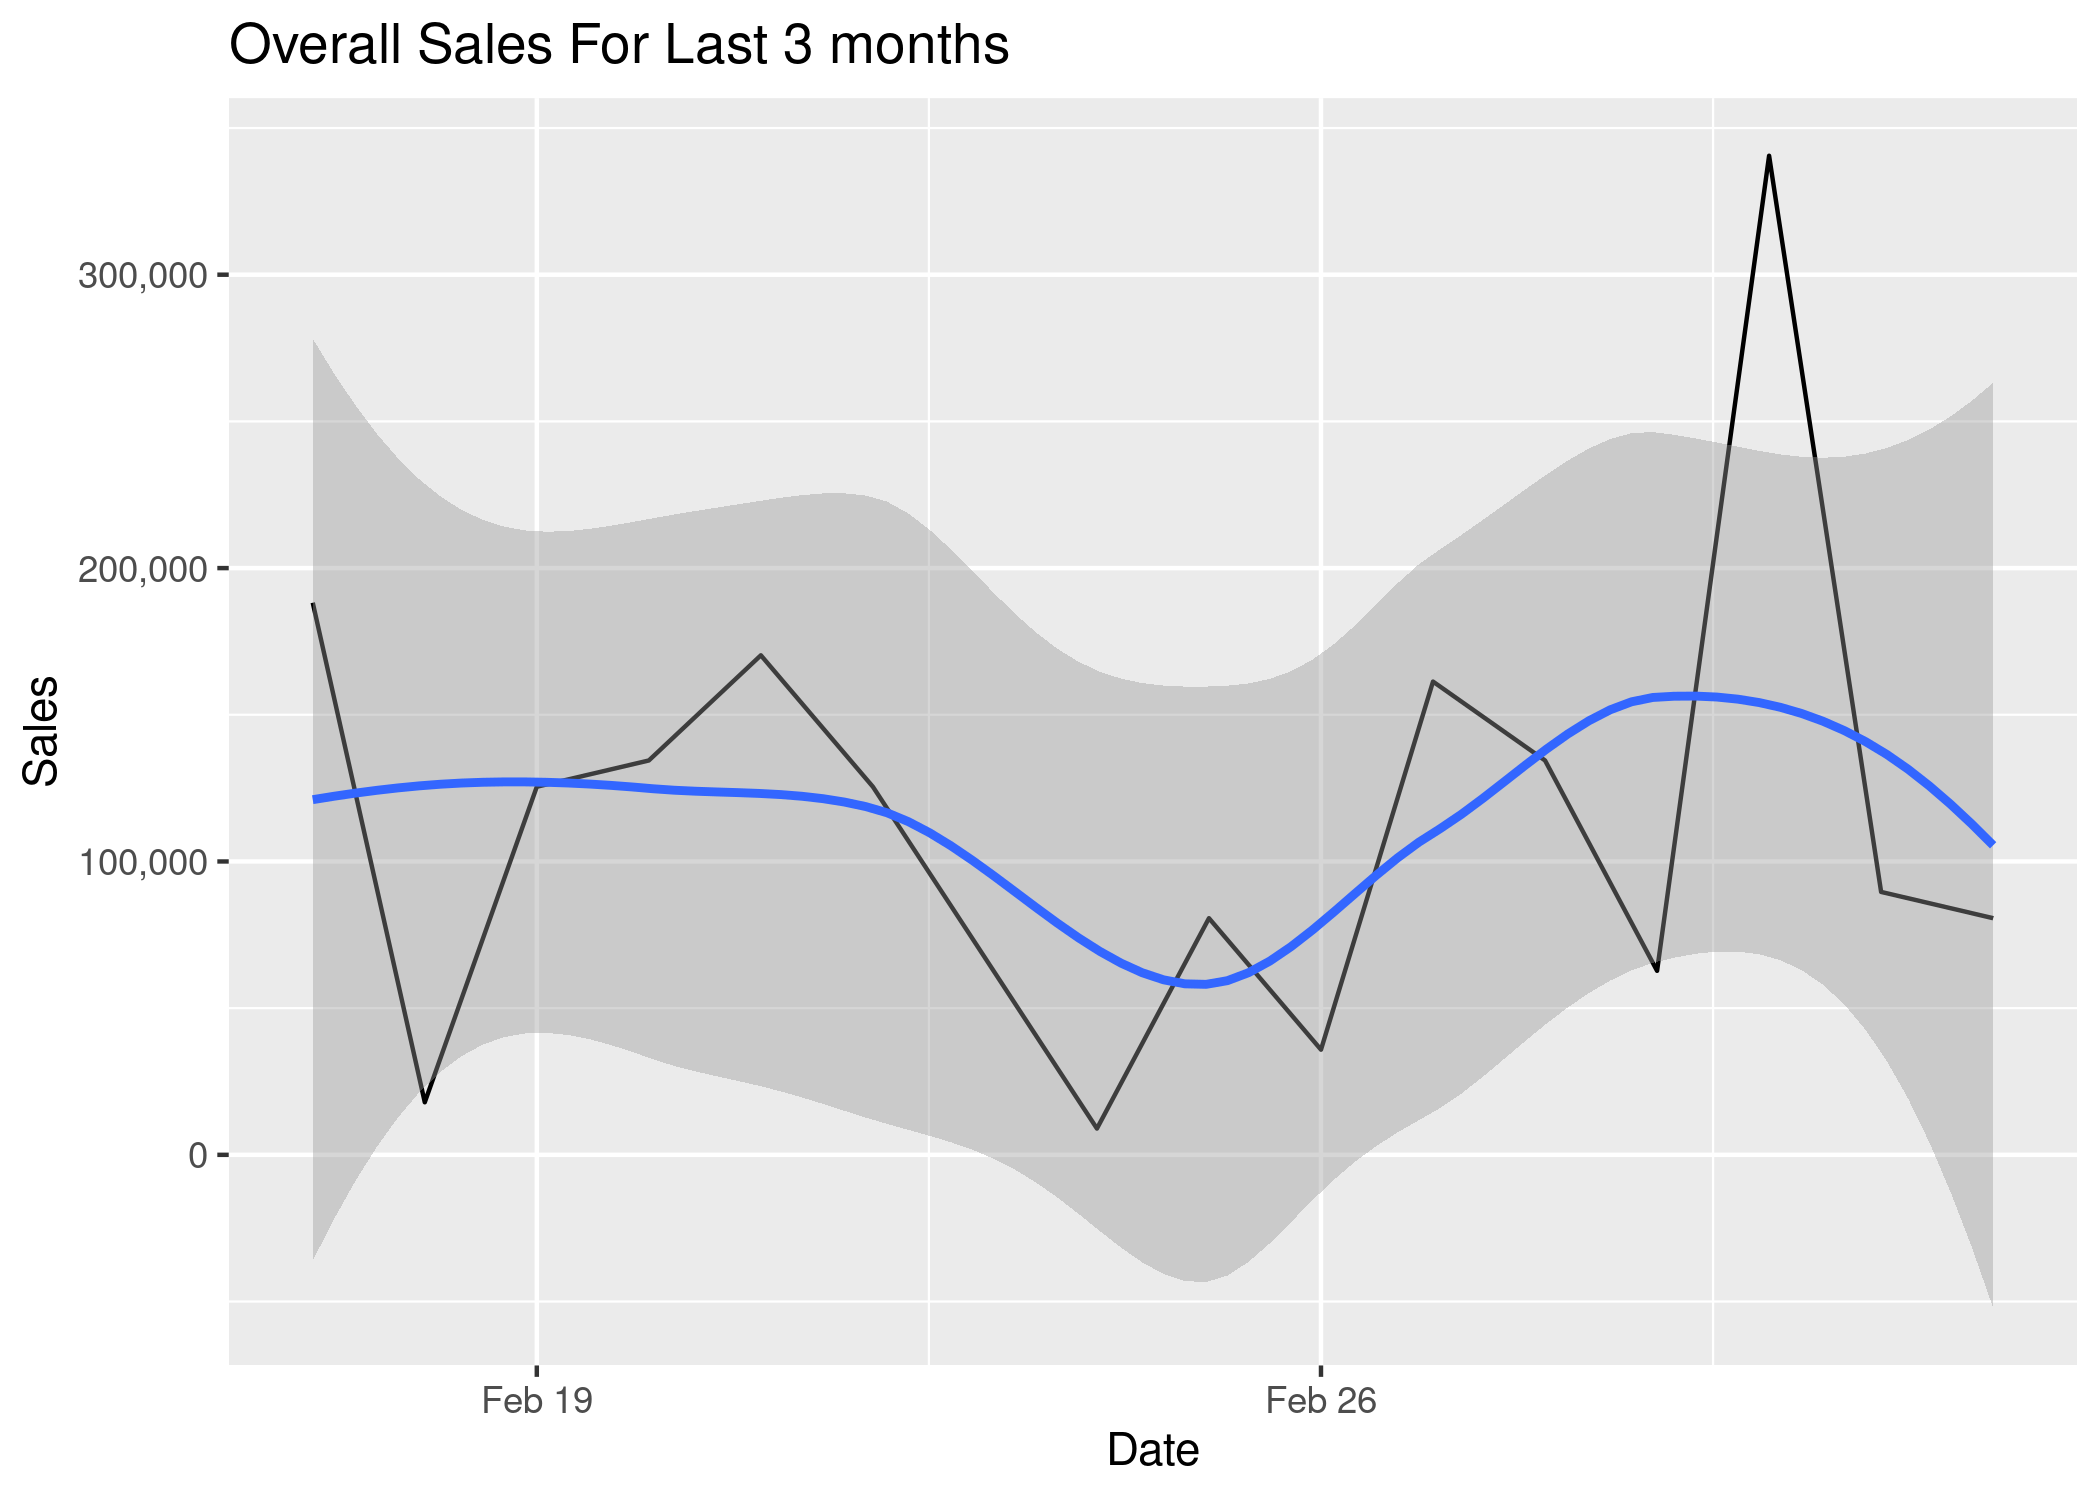 Overall Sales For Last 3 months
Sales
300,000
200,000
100,000
0
Feb 19
Feb 26
Date